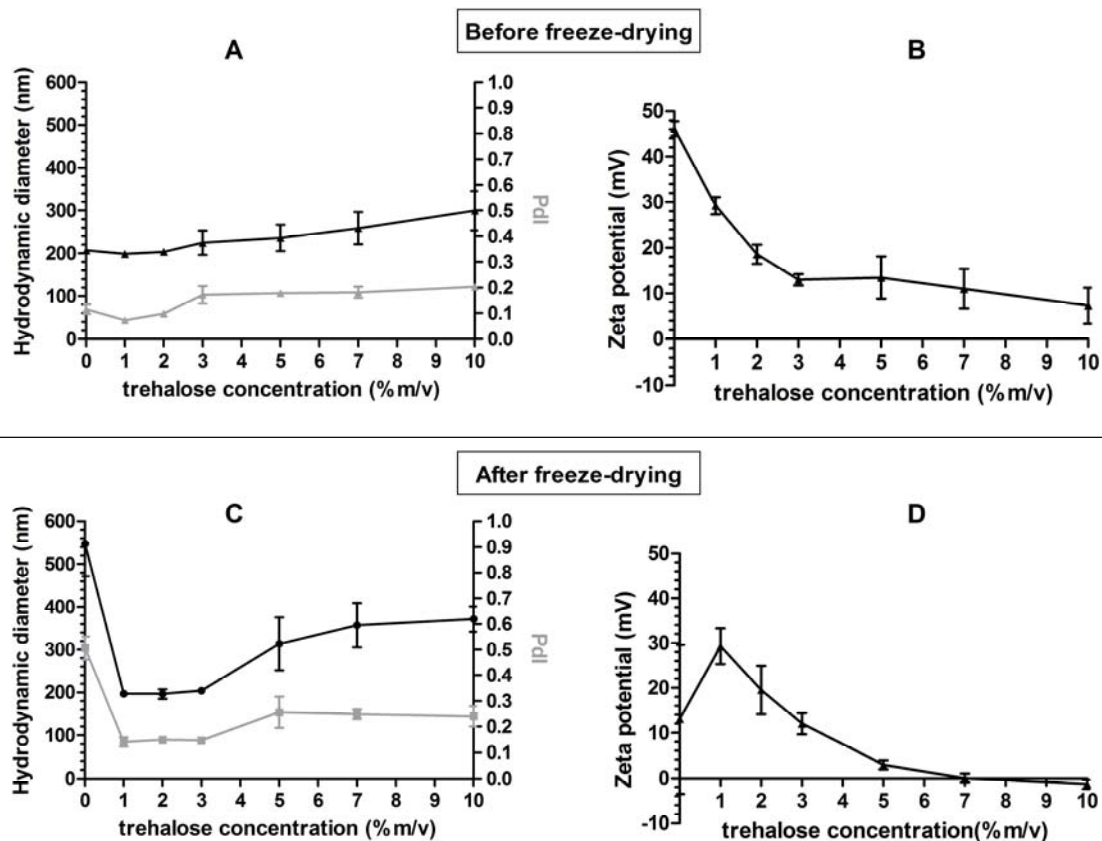 Before freeze-drying
A
B
Hydrodynamic diameter (nm)
600
500
400
300
200
100
0
1.0
0.9
0.8
0.7
0.6
0.5
0.4
0.3
0.2
0.1
0.0
PdI
0 1 2 3 5 7 10
trehalose concentration (%m/v)
Zeta potential (mV)
50
40
30
20
10
0
-10
1 2 3 4 5 6 7 8 9 10
trehalose concentration (%m/v)
After freeze-drying
C
D
Hydrodynamic diameter (nm)
600
500
400
300
200
100
0
1.0
0.9
0.8
0.7
0.6
0.5
0.4
0.3
0.2
0.1
0.0
PdI
0 1 2 3 4 5 6 7 8 9 10
trehalose concentration (%m/v)
Zeta potential (mV)
50
40
30
20
10
0
-10
1 2 3 4 5 6 7 8 9 10
trehalose concentration(%m/v)